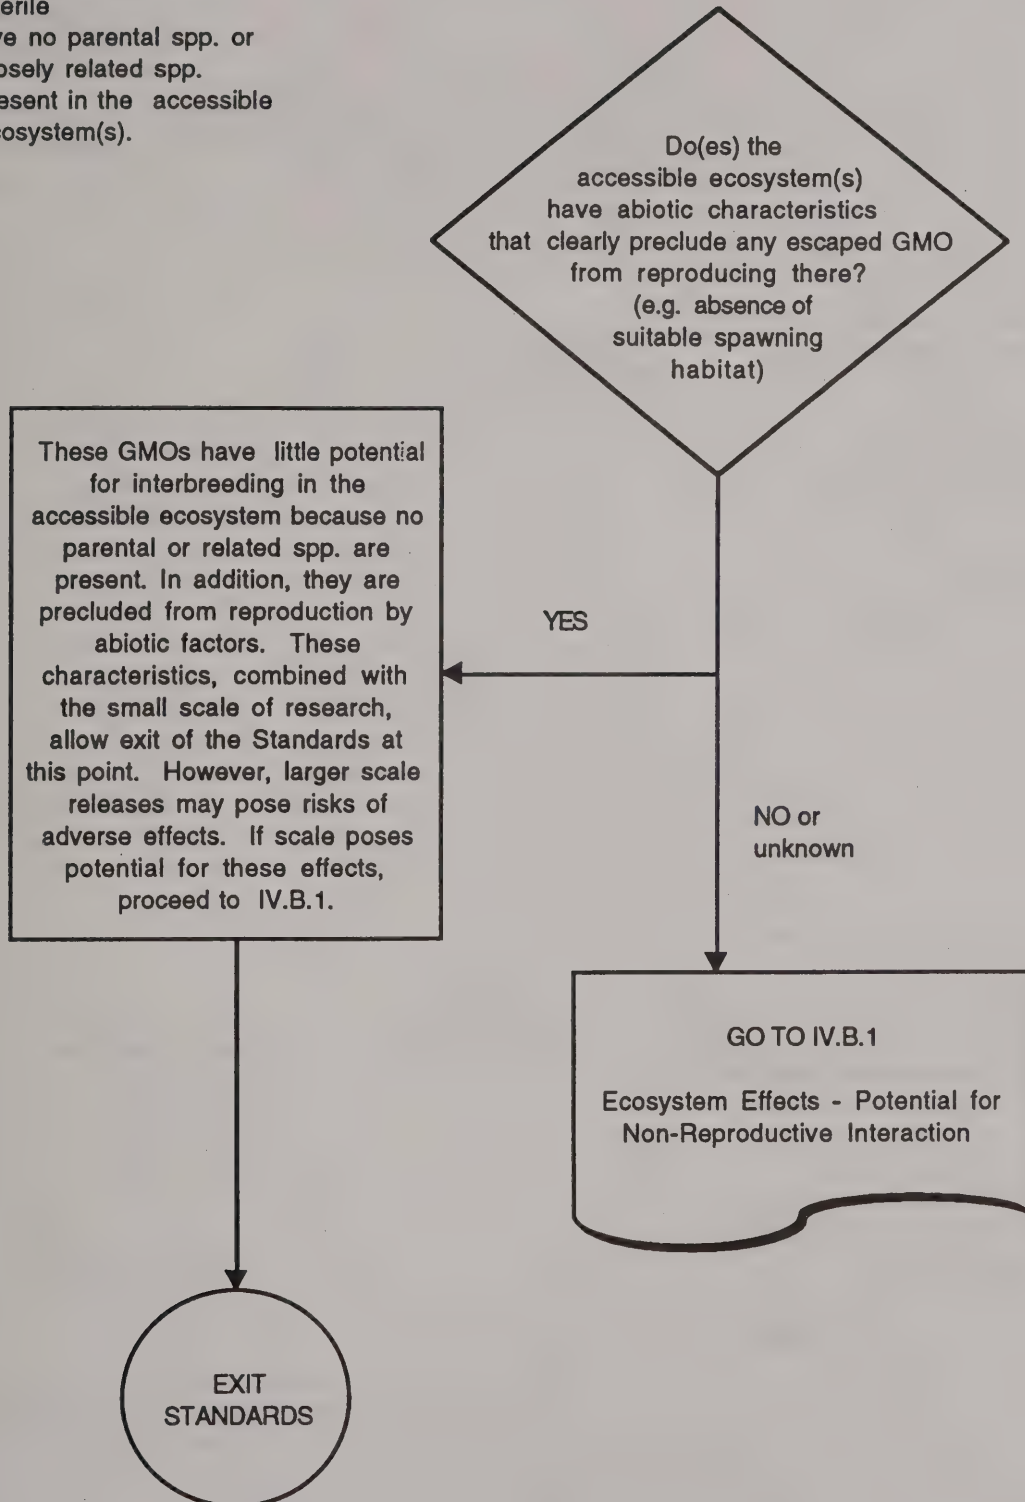 no parental spp. or
related spp.
in the accessible
Do(es) the
accessible ecosystem(s)
have abiotic characteristics
that clearly preclude any escaped GMO
from reproducing there?
(e.g. absence of
suitable spawning
habitat)
These GMOs have little potential
for interbreeding in the
accessible ecosystem because no
parental or related spp. are
present. In addition, they are
precluded from reproduction by
abiotic factors. These
characteristics, combined with
the small scale of research,
allow exit of the Standards at
this point. However, larger scale
releases may pose risks of
adverse effects. If scale poses
potential for these effects,
proceed to IV.B.1.
YES
NO or
unknown
GO TO IV.B.1
Ecosystem Effects - Potential for
Non-Reproductive Interaction
EXIT
STANDARDS